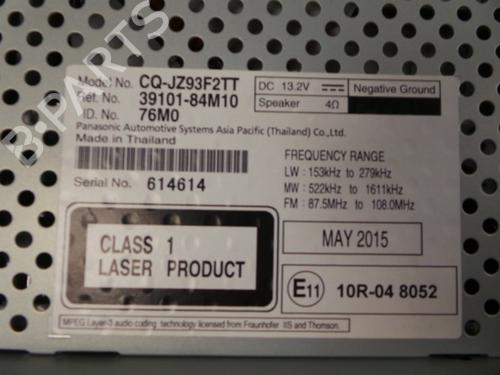 B-PARTS
Model No. CQ-JZ93F2TT
Ref. No. 39101-84M10
ID. No. 76M0
DC 13.2V Negative Ground
Speaker 4Ω
Panasonic Automotive Systems Asia Pacific (Thailand) Co.,Ltd.
Made in Thailand
Serial No. 614614
FREQUENCY RANGE
LW : 153kHz to 279kHz
MW : 522kHz to 1611kHz
FM : 87.5MHz to 108.0MHz
CLASS 1
LASER PRODUCT
MAY 2015
E11 10R-04 8052
MPEG Layer-3 audio coding technology licensed from Fraunhofer IIS and Thomson.